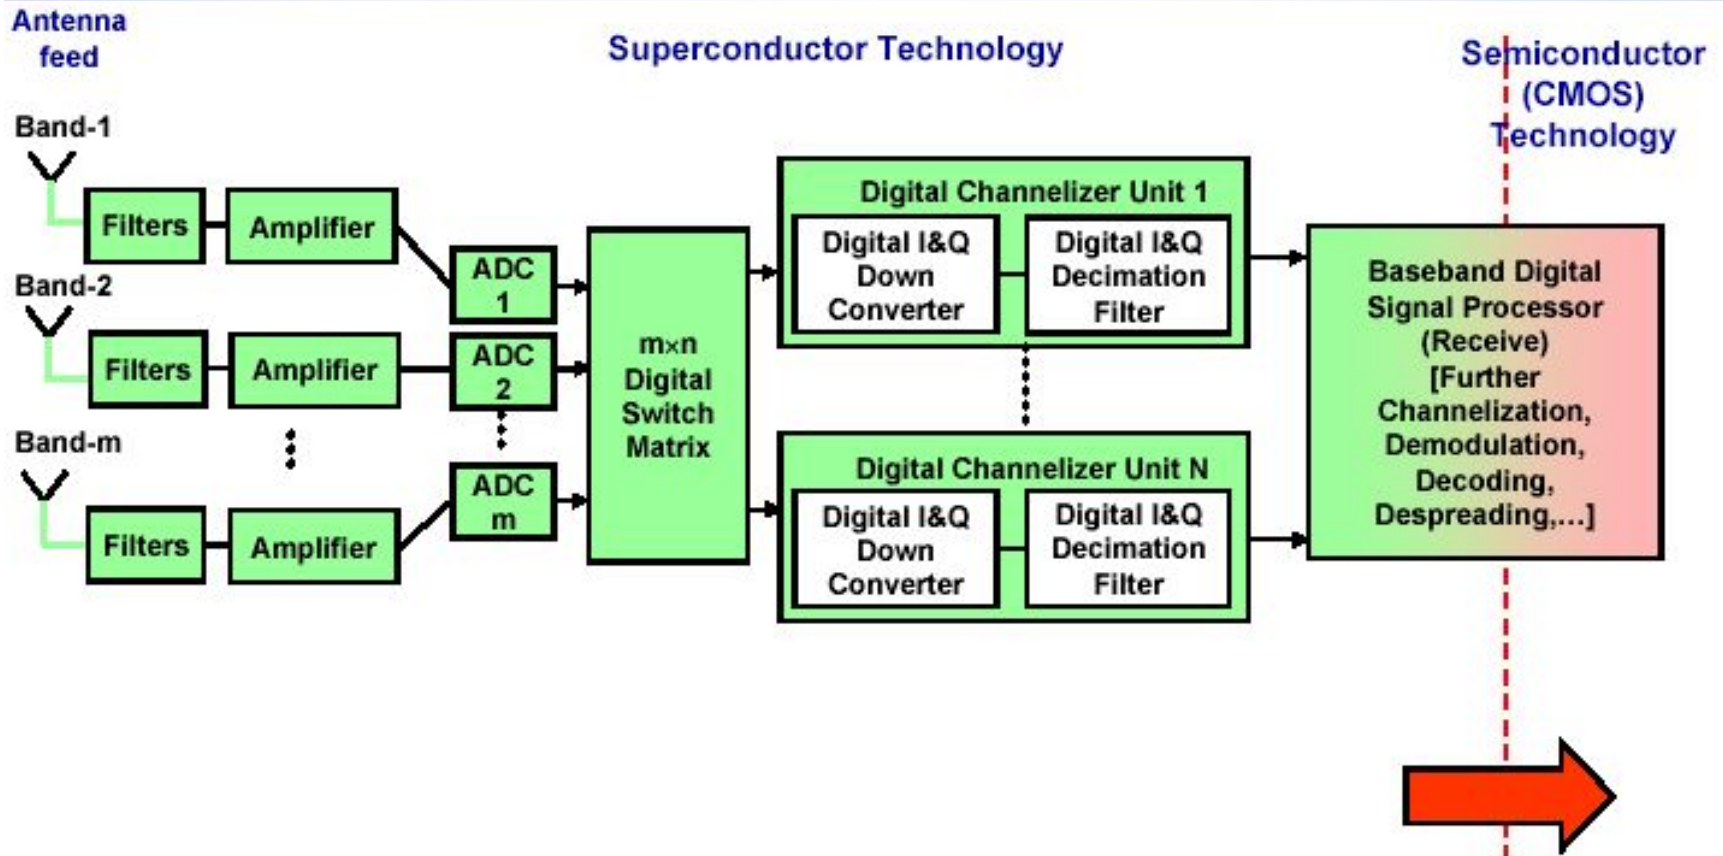 Antenna
feed
Superconductor Technology
Semiconductor
(CMOS)
Technology
Band-1
Filters
Amplifier
ADC
1
Band-2
Filters
Amplifier
ADC
2
Band-m
Filters
Amplifier
ADC
m
m×n
Digital
Switch
Matrix
Digital Channelizer Unit 1
Digital I&Q
Down
Converter
Digital I&Q
Decimation
Filter
Digital Channelizer Unit N
Digital I&Q
Down
Converter
Digital I&Q
Decimation
Filter
Baseband Digital
Signal Processor
(Receive)
[Further
Channelization,
Demodulation,
Decoding,
Despreading,...]